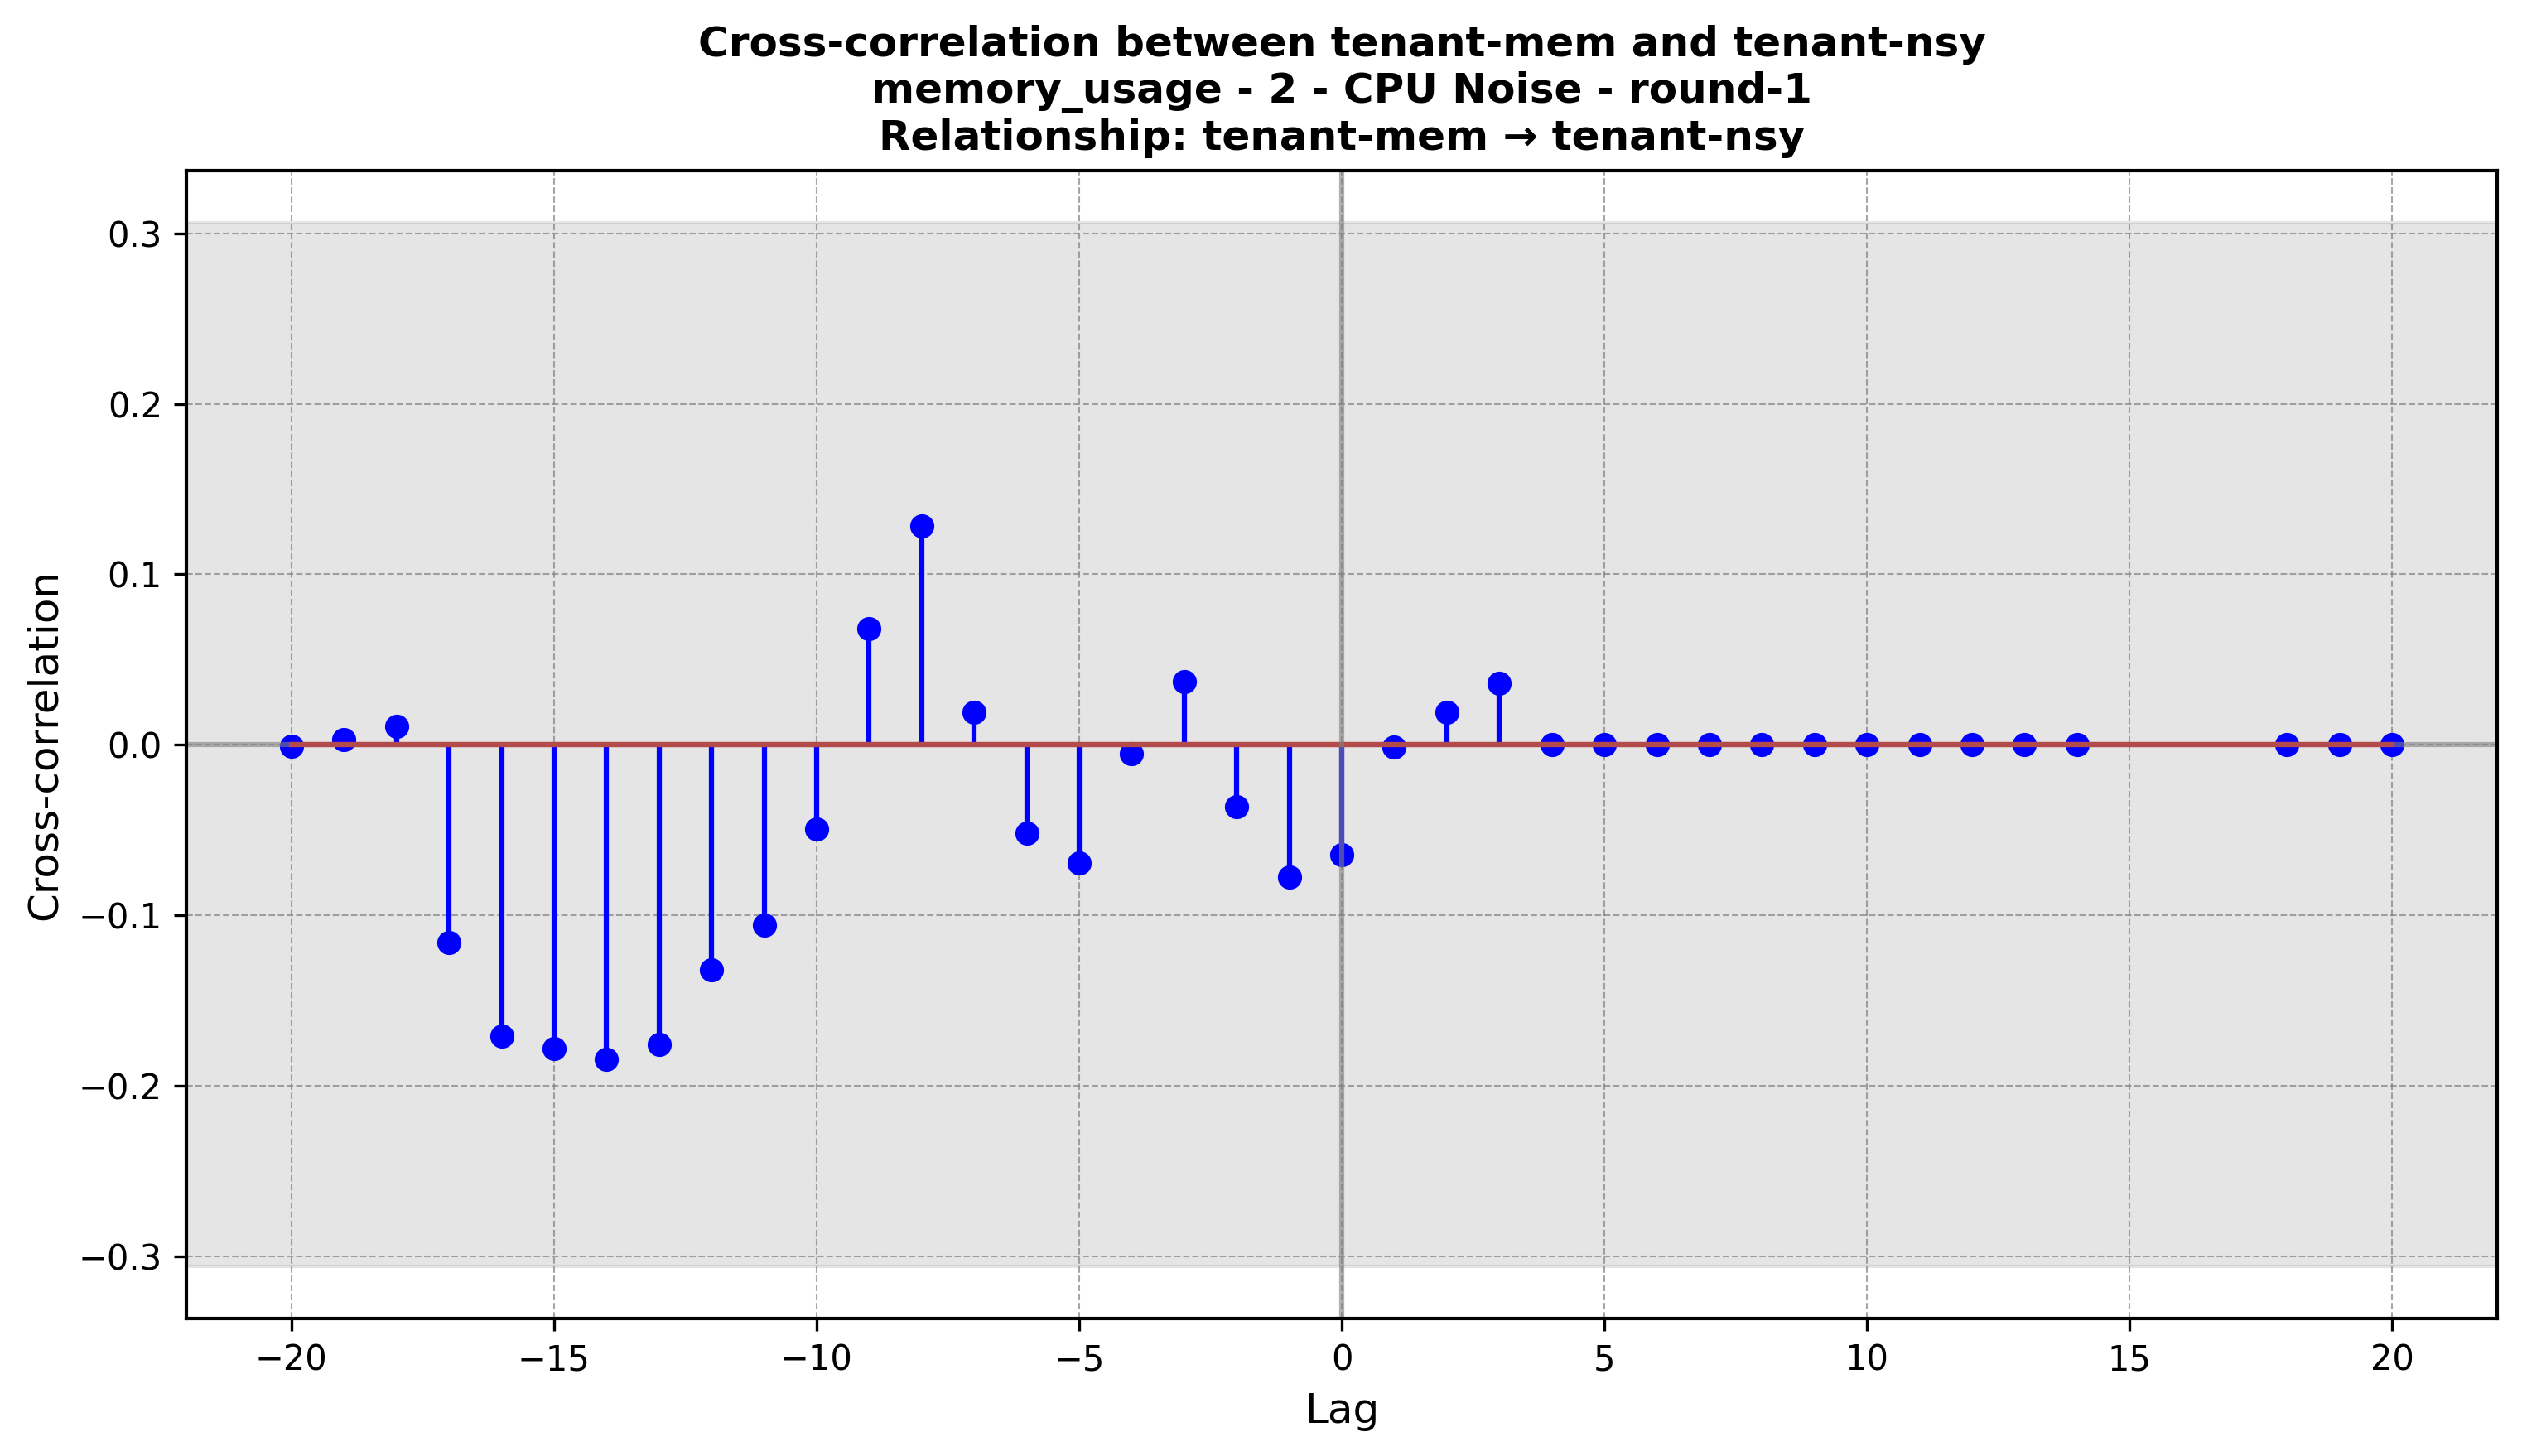 Cross-correlation between tenant-mem and tenant-nsy
memory_usage - 2 - CPU Noise - round-1
Relationship: tenant-mem → tenant-nsy
Cross-correlation
0.3
0.2
0.1
0.0
−0.1
−0.2
−0.3
−20 −15 −10 −5 0 5 10 15 20
Lag